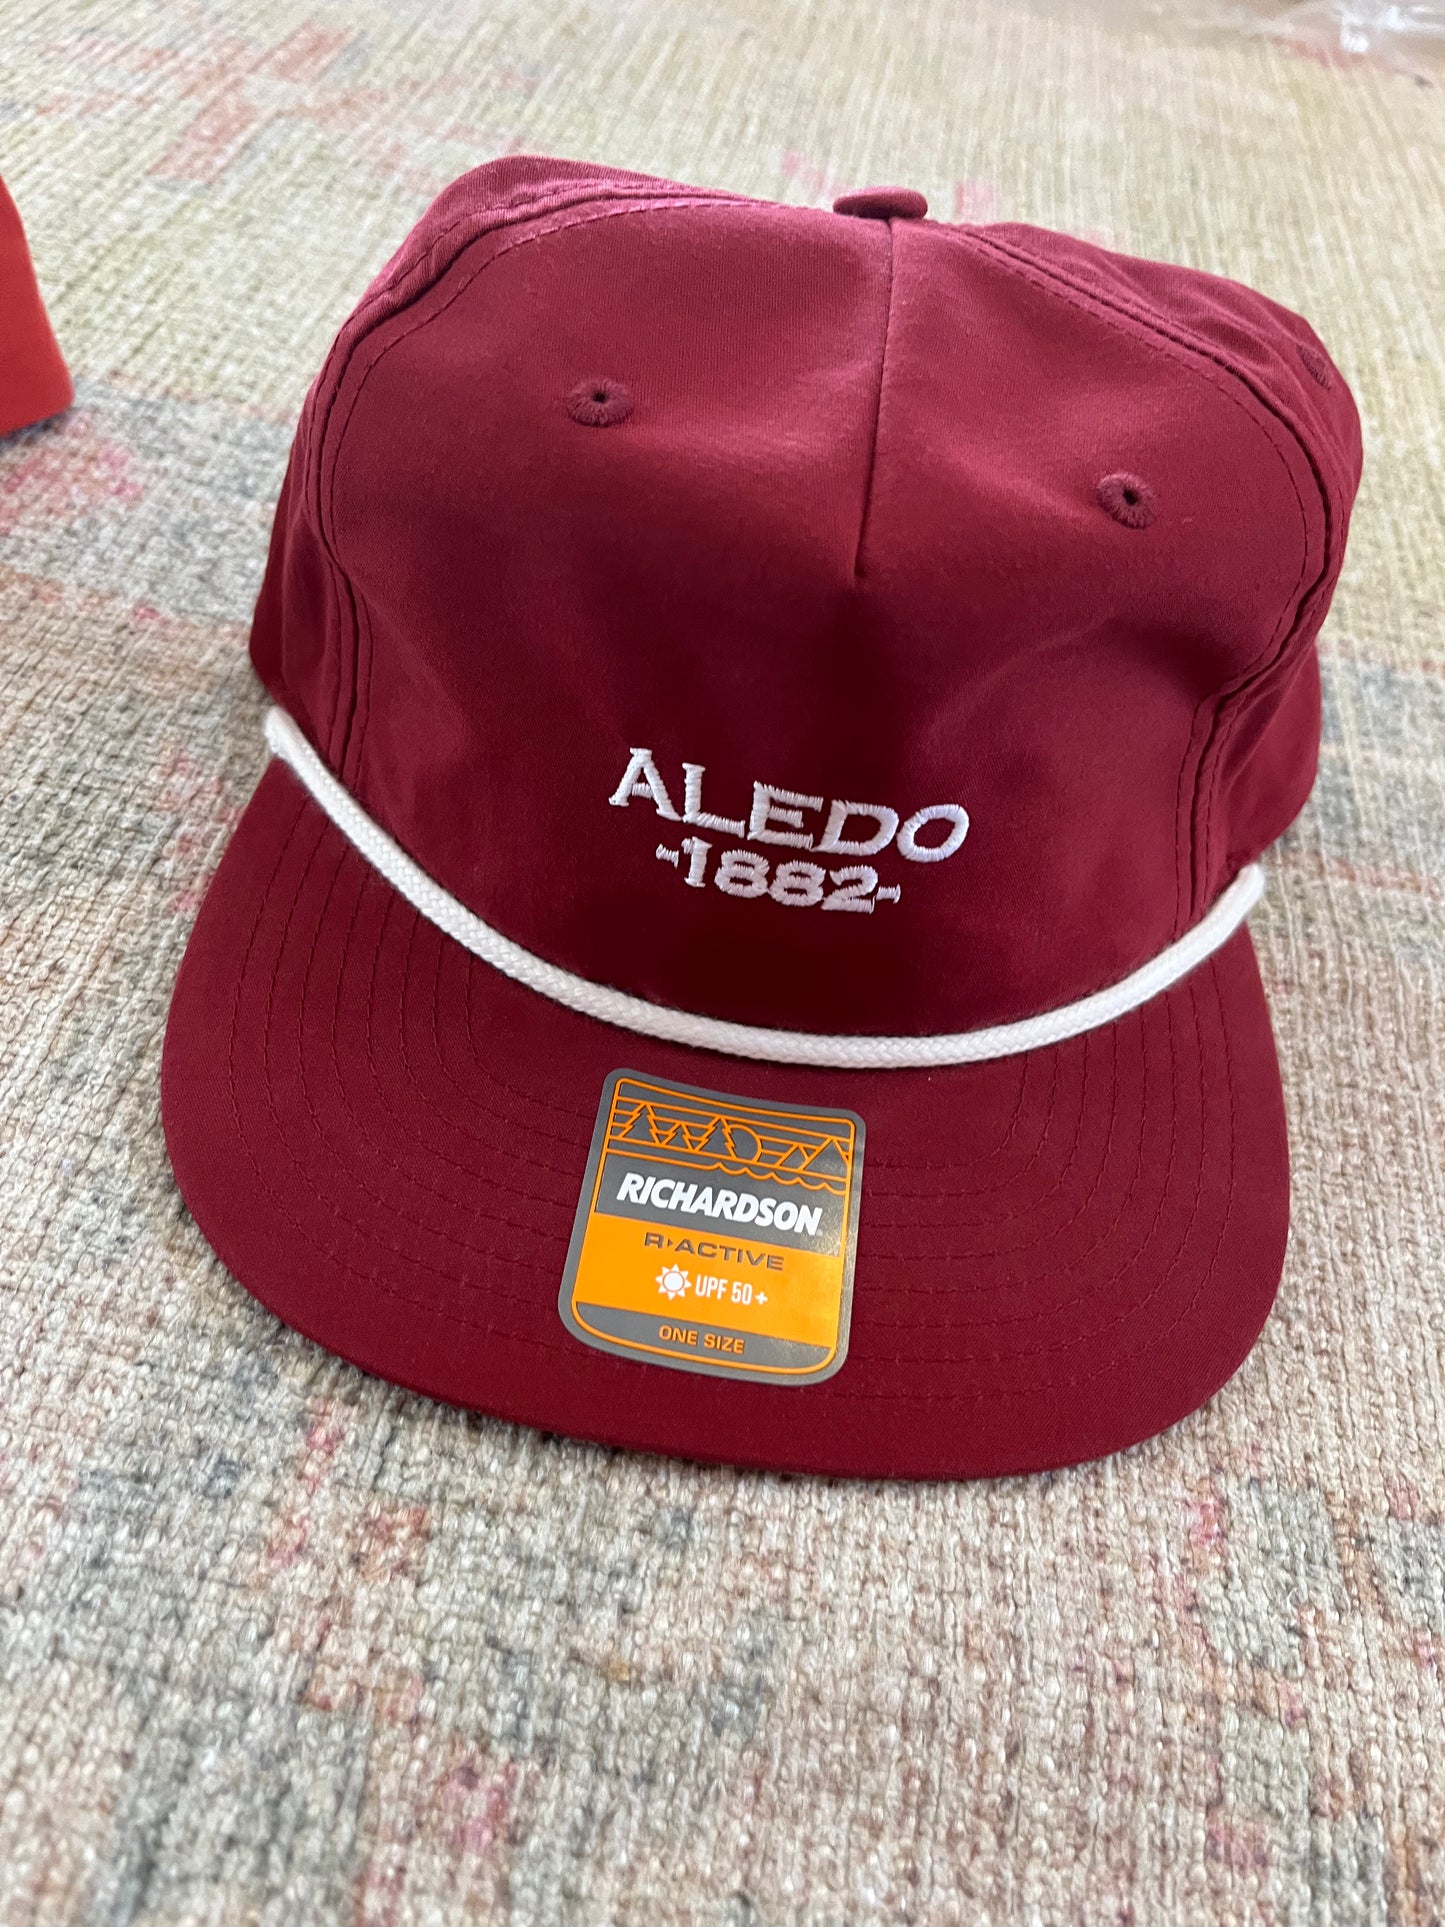 ALEDO
-1882-
RICHARDSON
R▸ACTIVE
UPF 50+
ONE SIZE